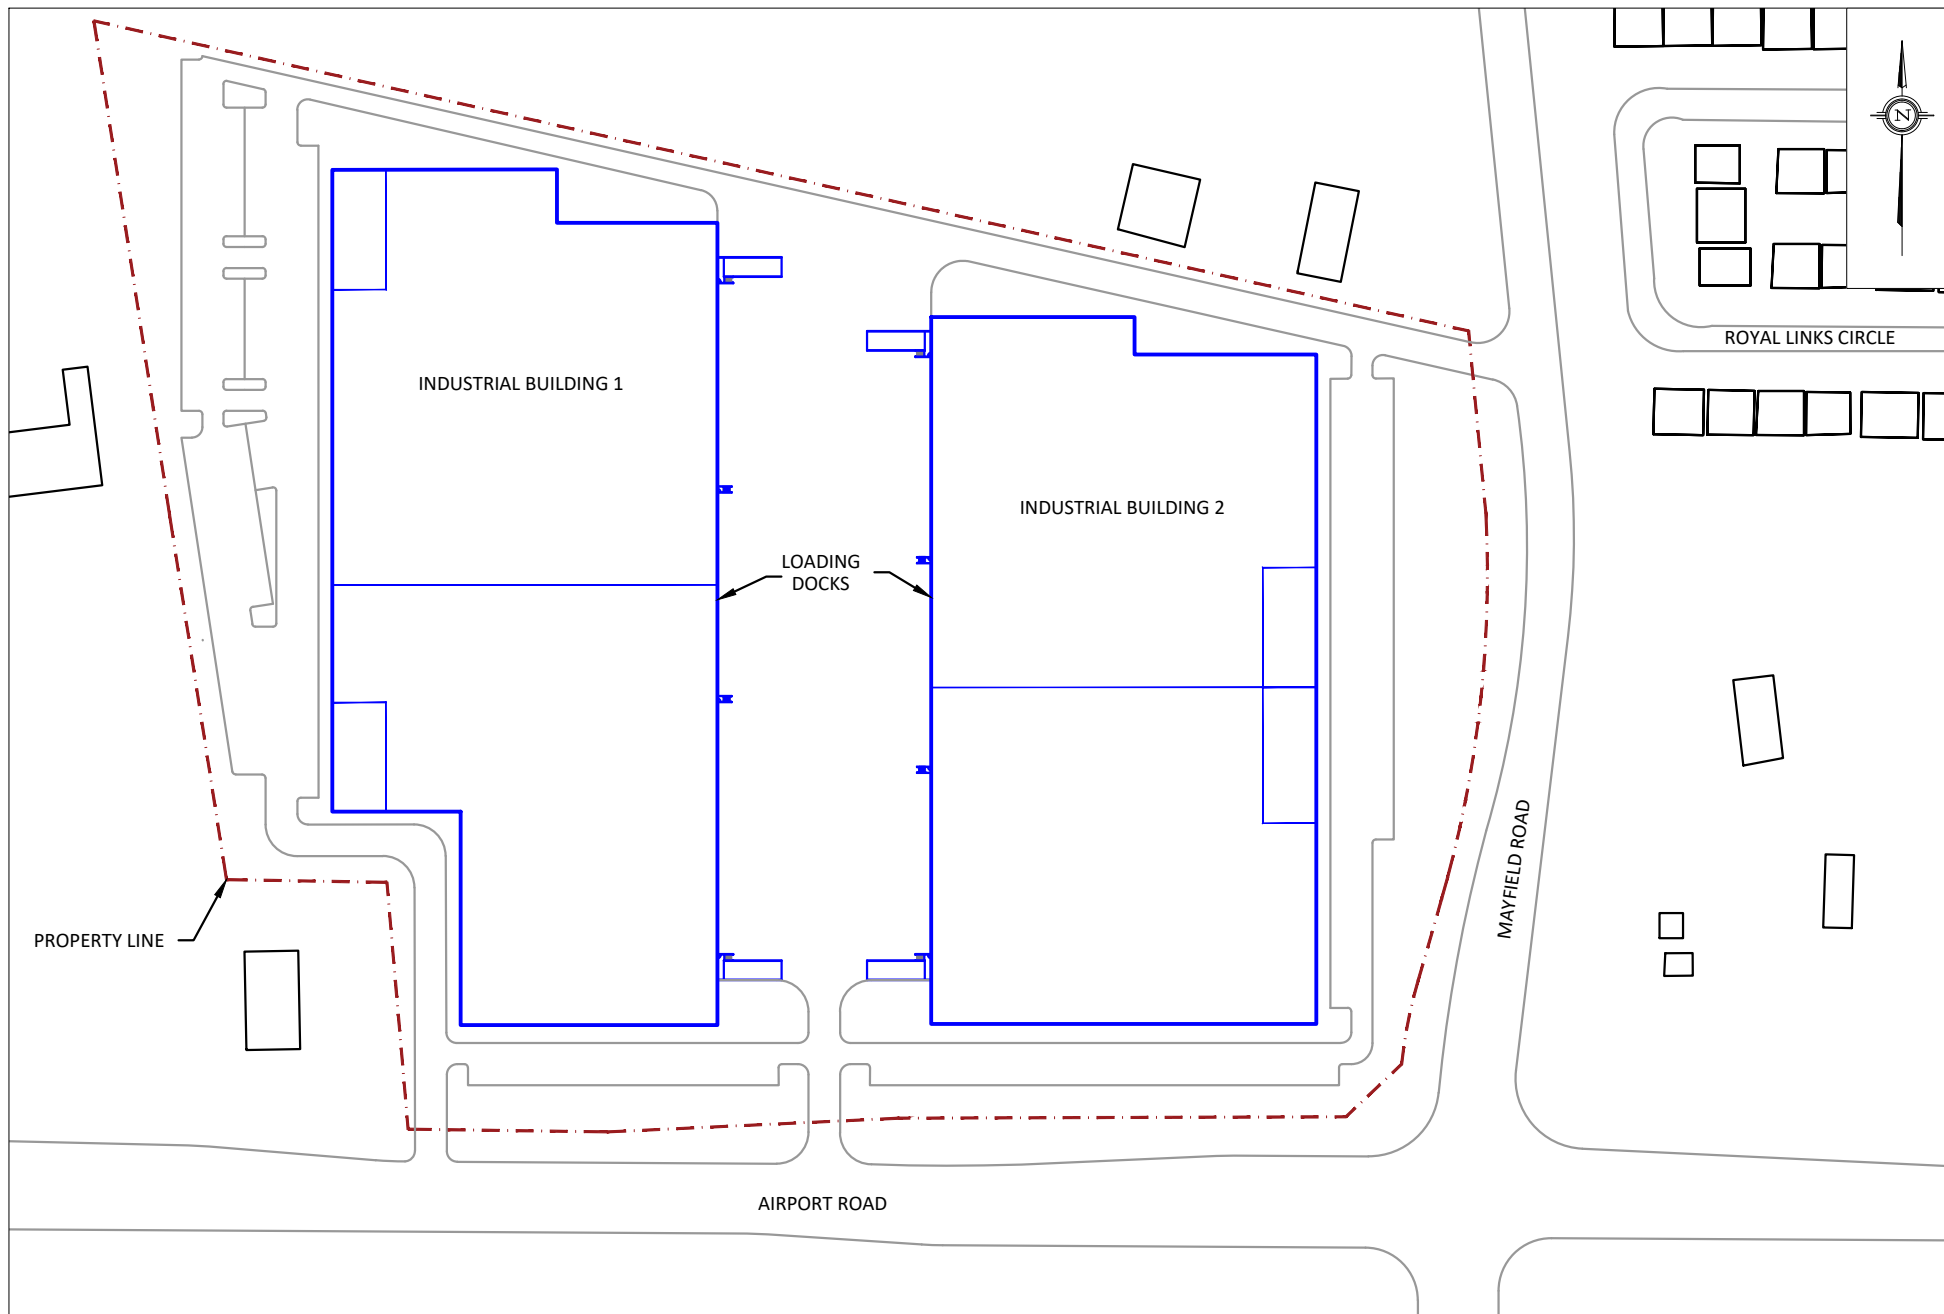 N
ROYAL LINKS CIRCLE
INDUSTRIAL BUILDING 1
INDUSTRIAL BUILDING 2
LOADING
DOCKS
MAYFIELD ROAD
PROPERTY LINE
AIRPORT ROAD